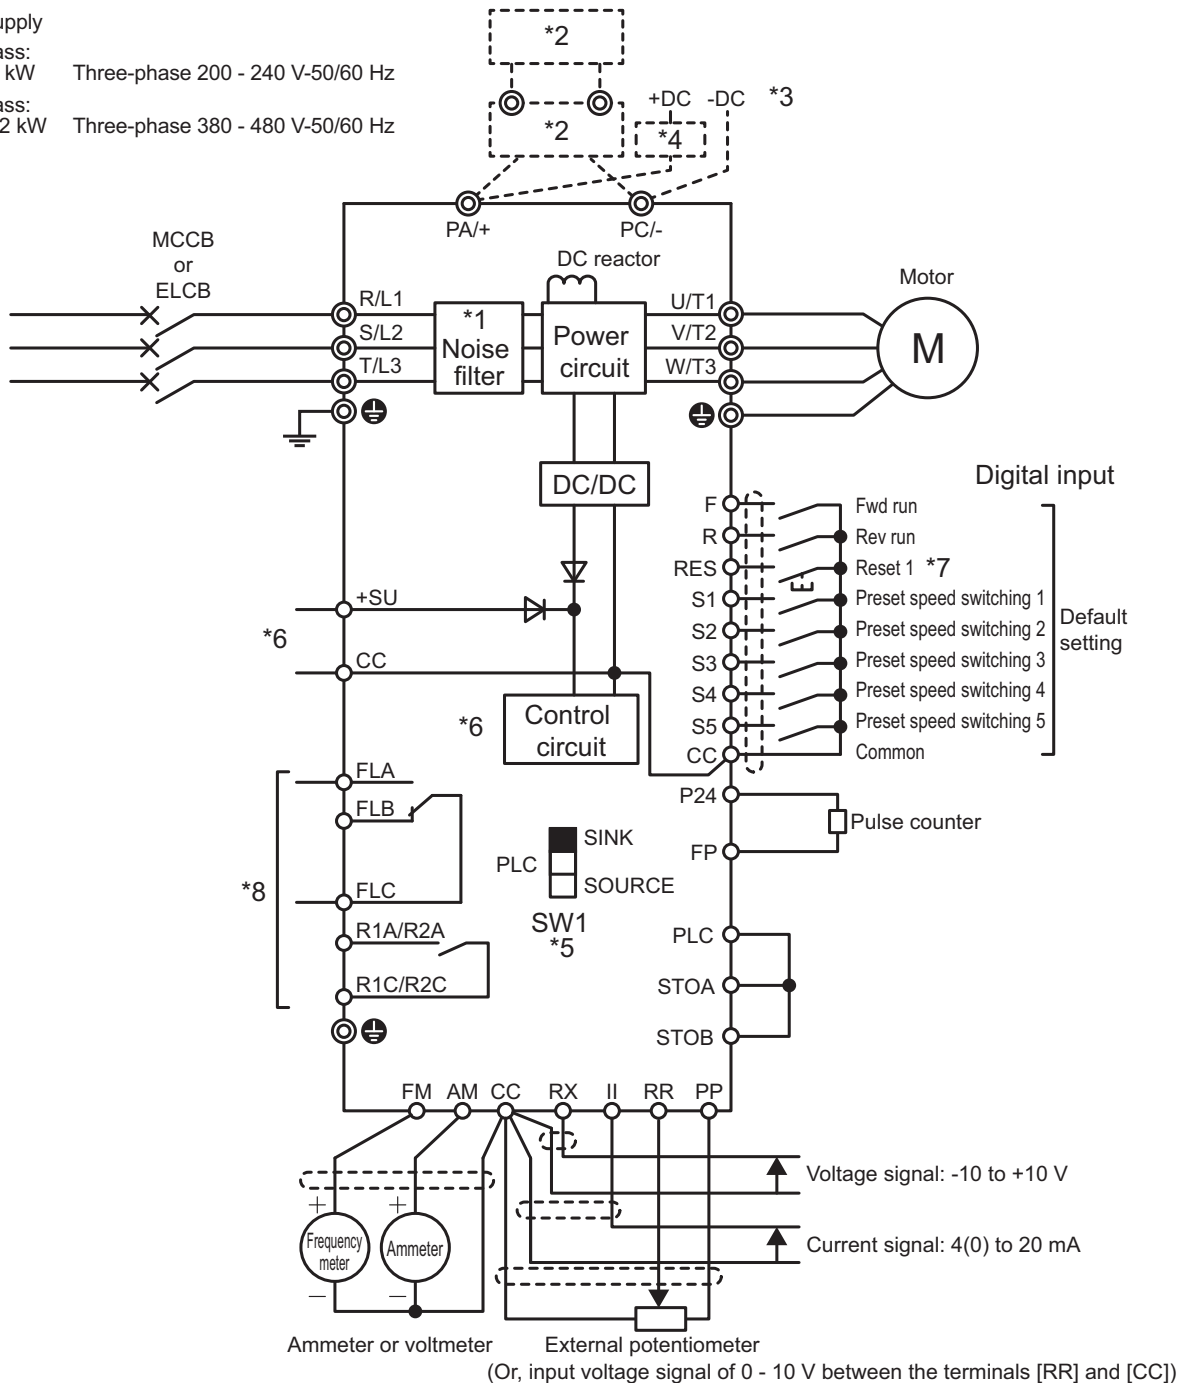 upply
ass:
kW Three-phase 200 - 240 V-50/60 Hz
ass:
2 kW Three-phase 380 - 480 V-50/60 Hz
*2
*2
+DC -DC *3
*4
PA/+ PC/-
MCCB
or
ELCB
DC reactor
Motor
R/L1
S/L2
T/L3
*1
Noise
filter
Power
circuit
U/T1
V/T2
W/T3
M
DC/DC
Digital input
F Fwd run
R Rev run
RES Reset 1 *7
S1 Preset speed switching 1
S2 Preset speed switching 2
S3 Preset speed switching 3
S4 Preset speed switching 4
S5 Preset speed switching 5
CC Common
Default
setting
+SU
*6
CC
*6
Control
circuit
FLA
FLB
*8
FLC
R1A/R2A
R1C/R2C
SINK
PLC
SOURCE
SW1
*5
P24
Pulse counter
FP
PLC
STOA
STOB
FM AM CC RX II RR PP
Voltage signal: -10 to +10 V
Current signal: 4(0) to 20 mA
+ +
Frequency
meter
Ammeter
− −
Ammeter or voltmeter
External potentiometer
(Or, input voltage signal of 0 - 10 V between the terminals [RR] and [CC])